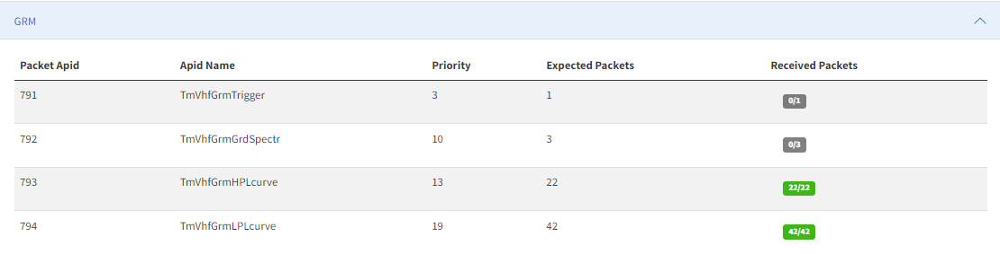 GRM
Packet Apid Apid Name Priority Expected Packets Received Packets
791 TmVhfGrmTrigger 3 1 0/1
792 TmVhfGrmGrdSpectr 10 3 0/3
793 TmVhfGrmHPLcurve 13 22 22/22
794 TmVhfGrmLPLcurve 19 42 42/42